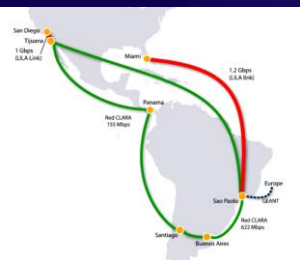 San Diego
Tijuana
1 Gbps
(LILA Link)
Miami
1.2 Gbps
(LILA link)
Panama
Red CLARA
155 Mbps
Europe
GEANT
Sao Paolo
Red CLARA
622 Mbps
Santiago
Buenos Aires